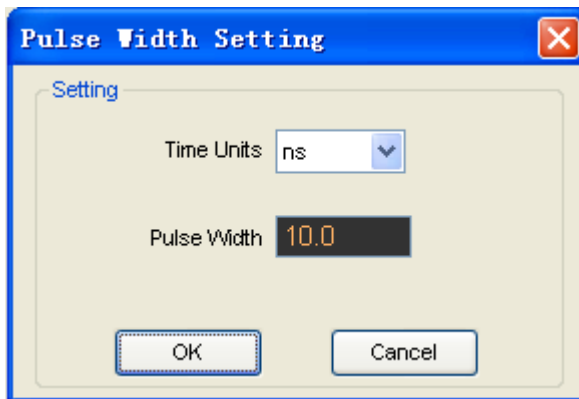 Pulse Width Setting
Setting
Time Units ns
Pulse Width 10.0
OK Cancel